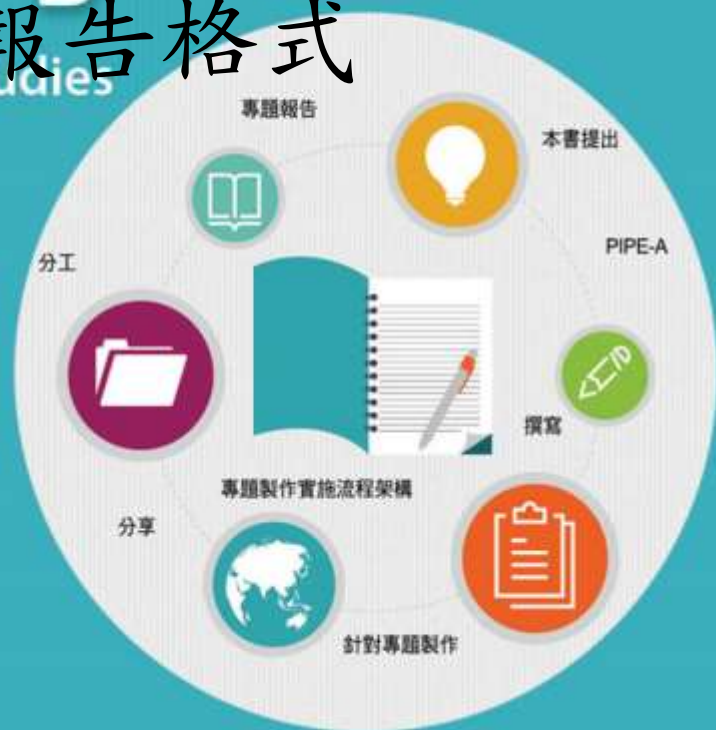 報告格式
udies
專題報告
本書提出
分工
PIPE-A
撰寫
專題製作實施流程架構
分享
針對專題製作